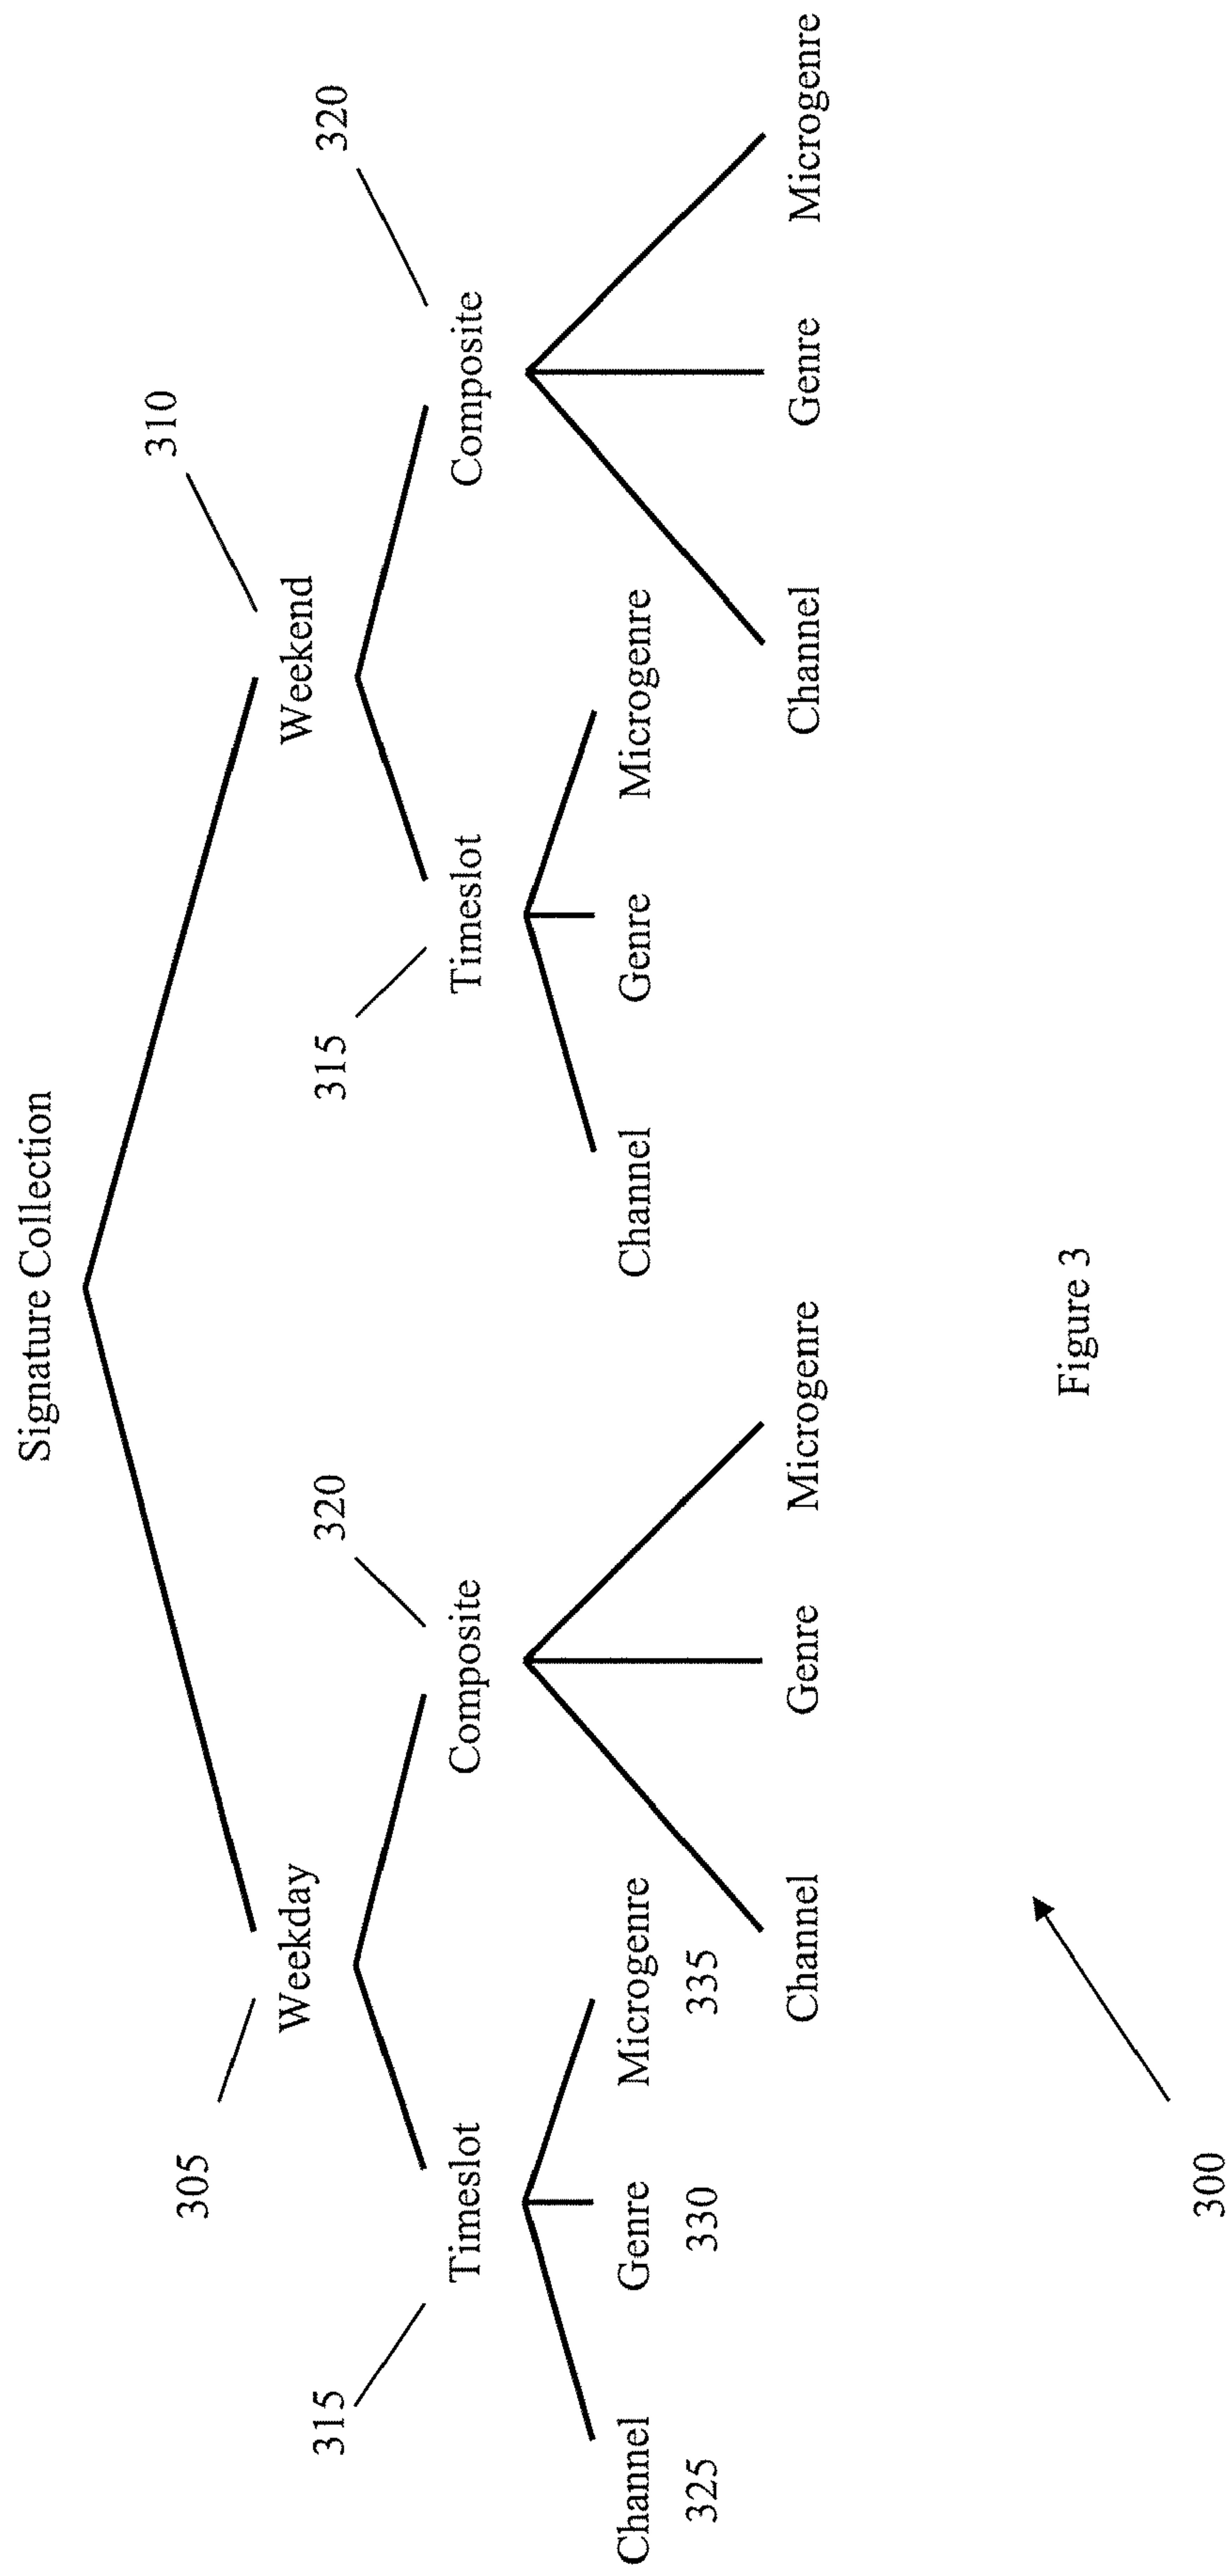 Signature Collection
310
305
Weekday
Weekend
315
320
315
320
Timeslot
Composite
Timeslot
Composite
Channel
Genre
Microgenre
Channel
Genre
Microgenre
325
330
335
Channel
Genre
Microgenre
Channel
Genre
Microgenre
Figure 3
300